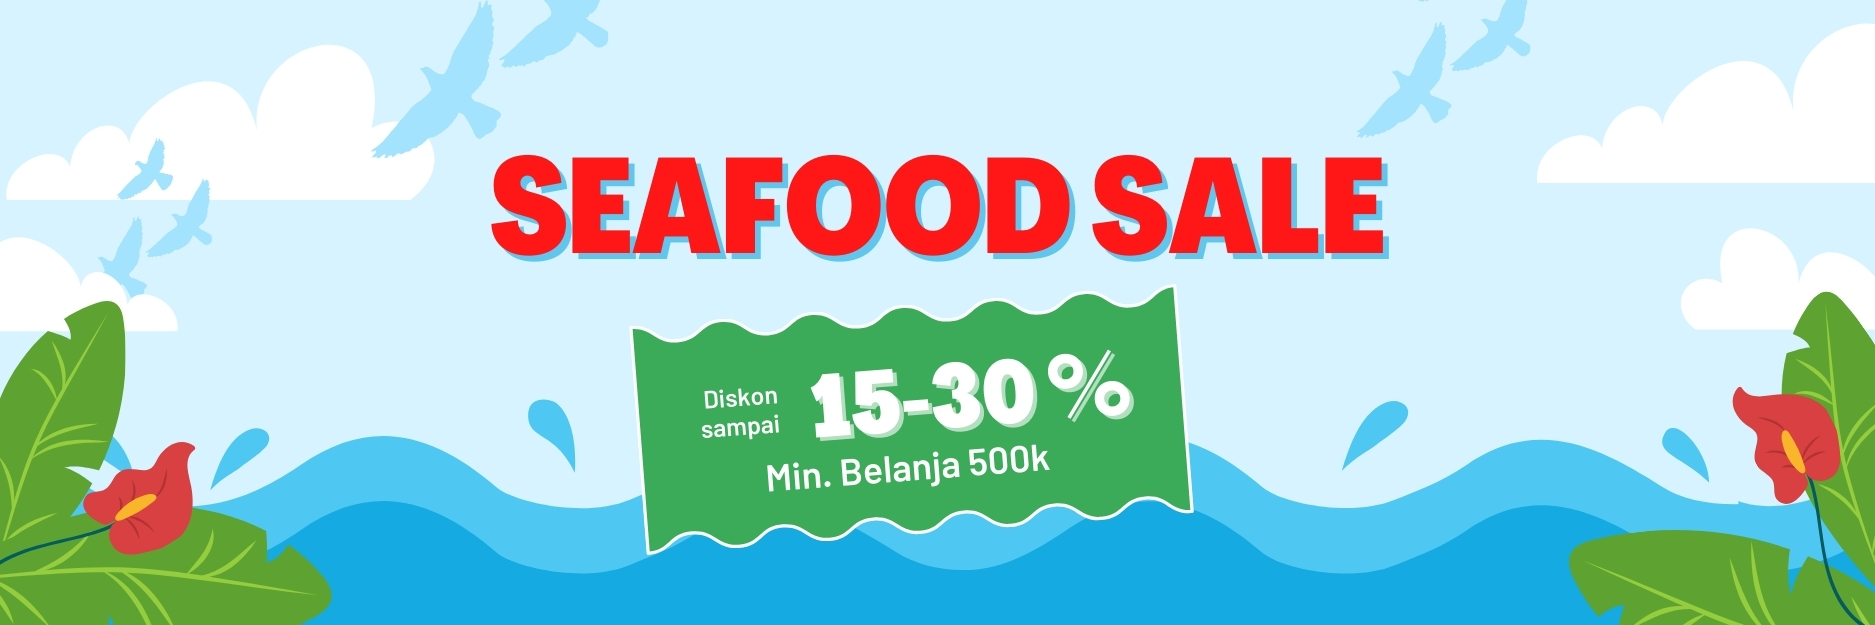 SEAFOOD SALE
Diskon
sampai
15-30 %
Min. Belanja 500k